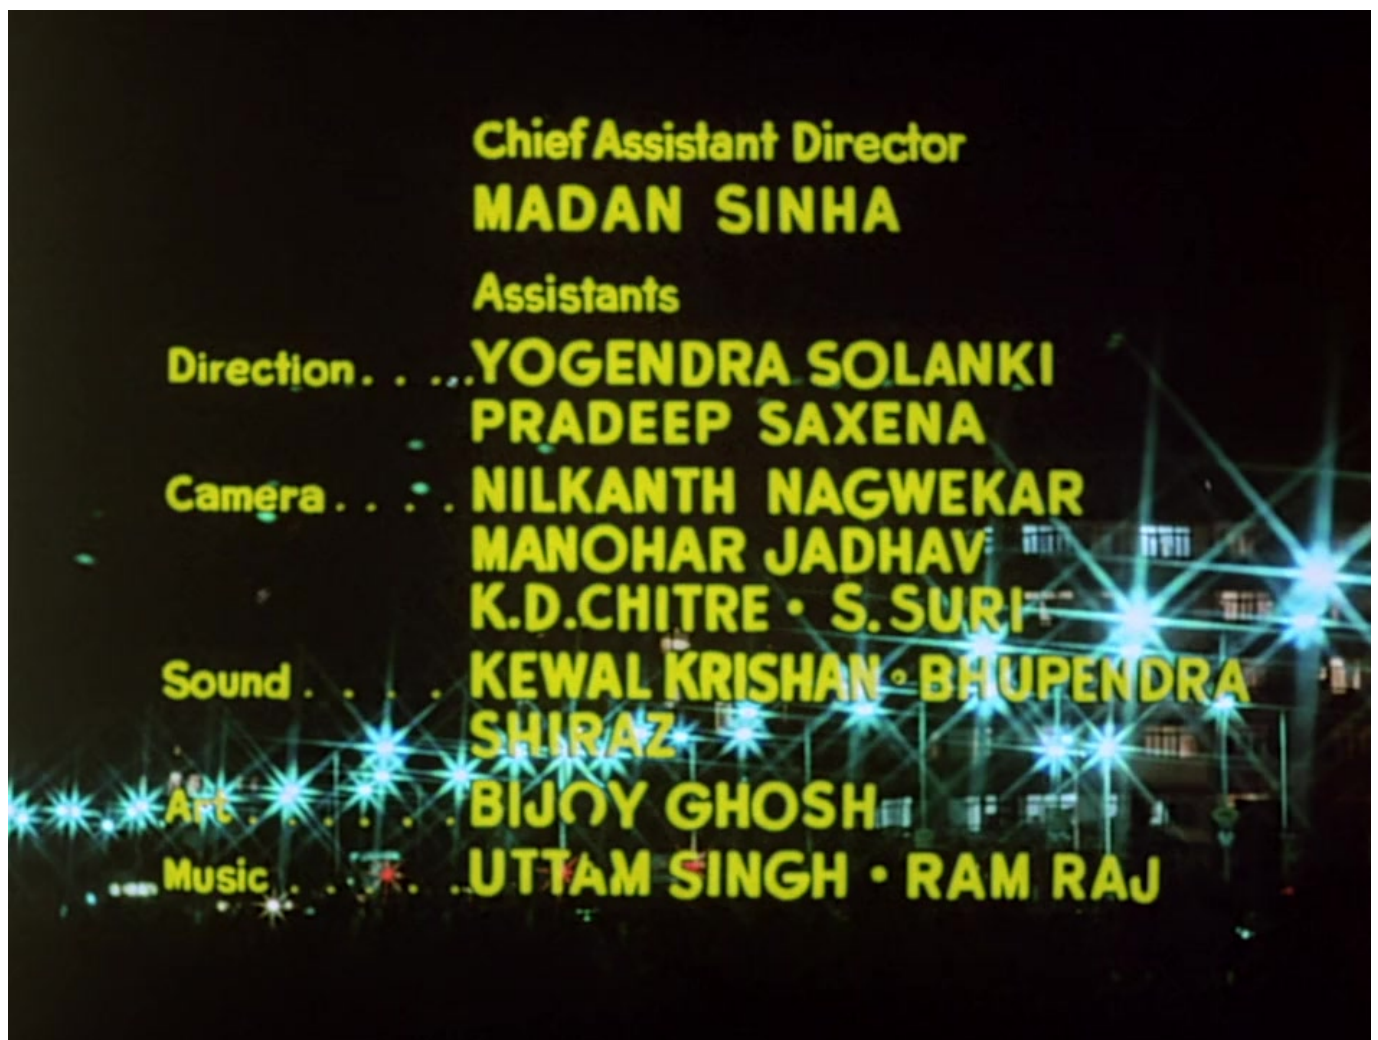 Chief Assistant Director
MADAN SINHA
Assistants
Direction.....YOGENDRA SOLANKI
PRADEEP SAXENA
Camera....NILKANTH NAGWEKAR
MANOHAR JADHAV
K.D.CHITRE • S.SURI
Sound....KEWAL KRISHAN • BHUPENDRA
SHIRAZ
Art......BIJOY GHOSH
Music.....UTTAM SINGH • RAM RAJ